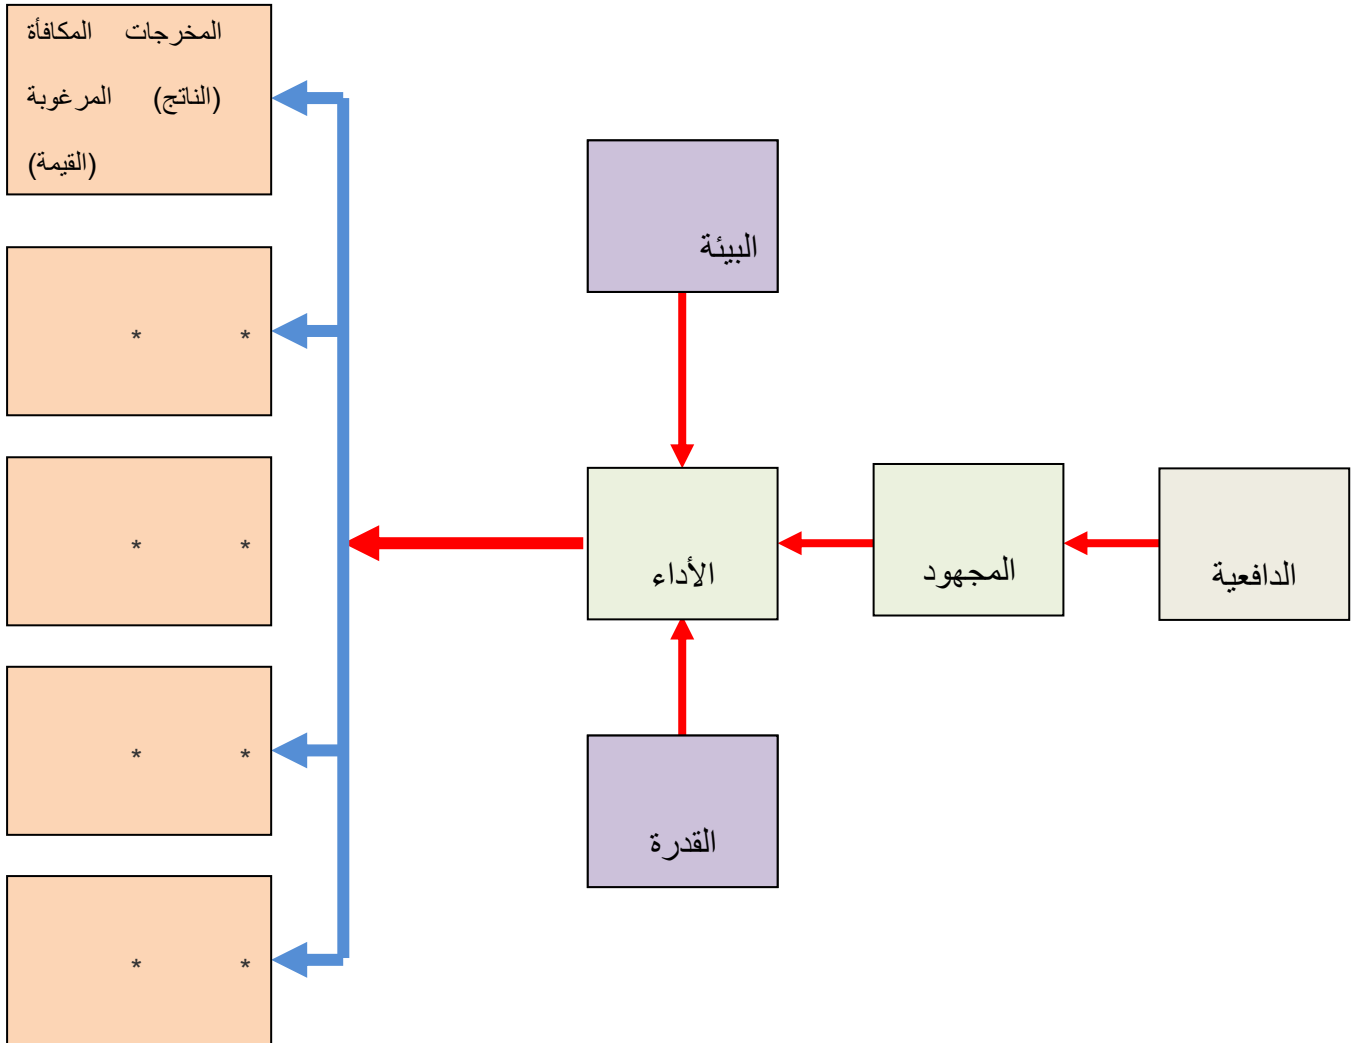 المخرجات المكافأة
(الناتج) المرغوبة
(القيمة)
البيئة
* *
* *
الدافعية
المجهود
الأداء
* *
القدرة
* *